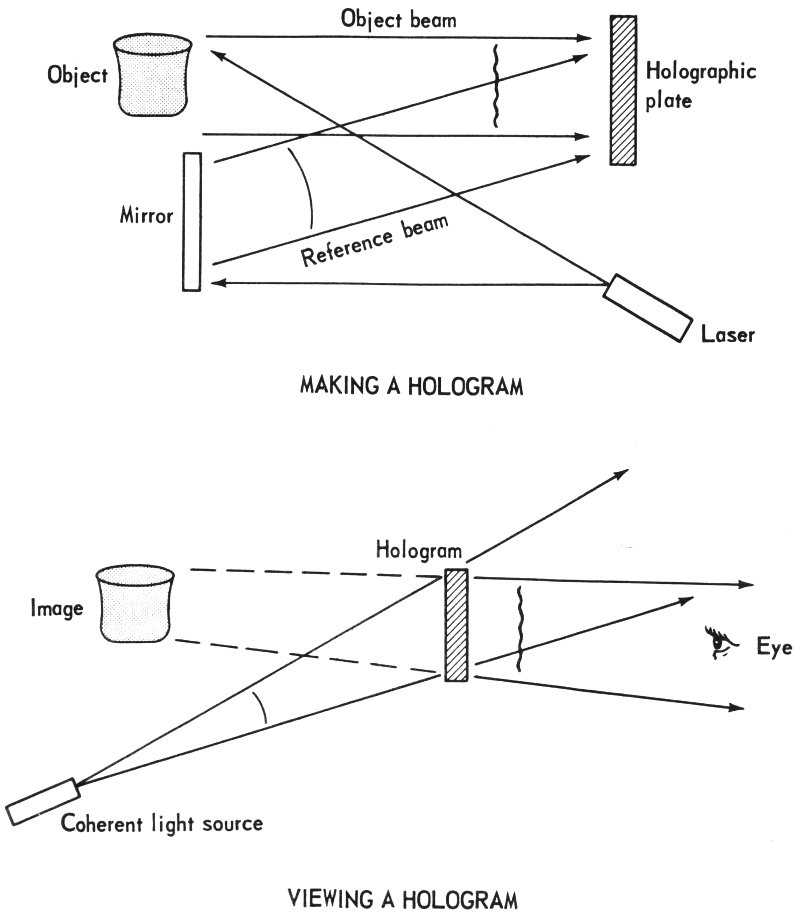 Object beam
Object
Holographic
plate
Mirror
Reference beam
Laser
MAKING A HOLOGRAM
Hologram
Image
Eye
Coherent light source
VIEWING A HOLOGRAM